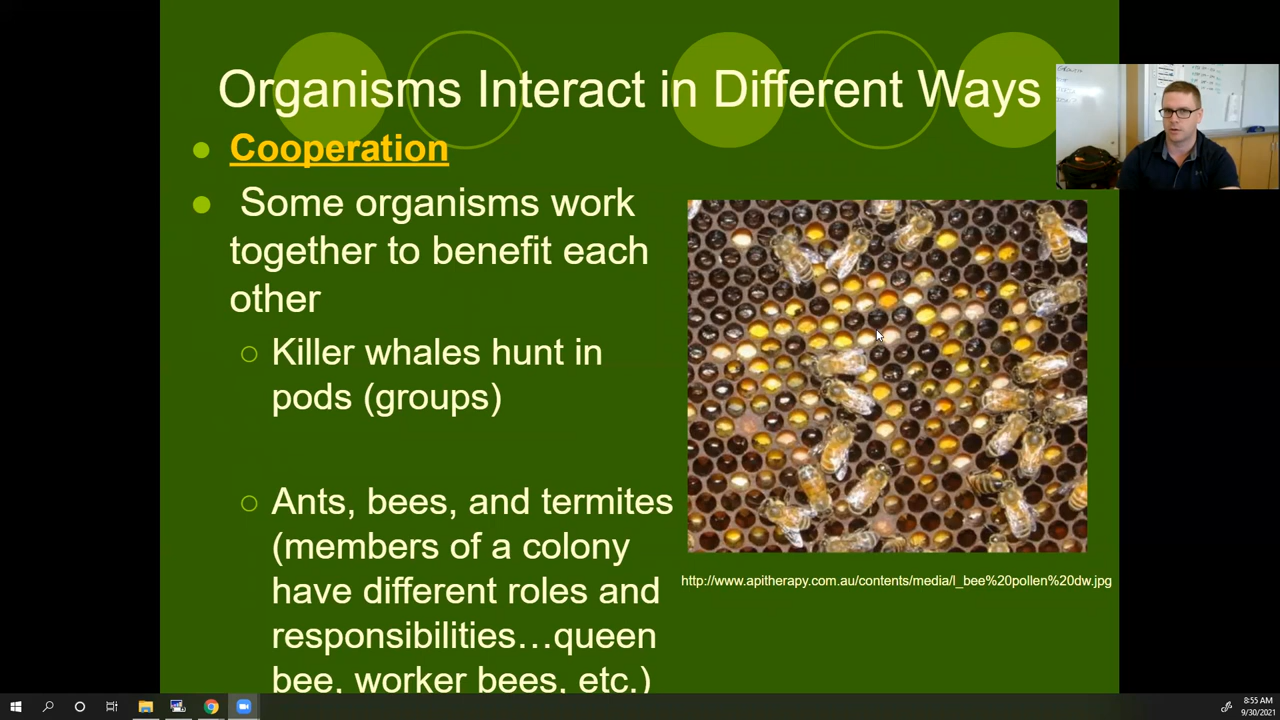 Organisms Interact in Different Ways
Cooperation
Some organisms work
together to benefit each
other
Killer whales hunt in
pods (groups)
Ants, bees, and termites
(members of a colony
have different roles and
responsibilities…queen
bee, worker bees, etc.)
http://www.apitherapy.com.au/contents/media/l_bee%20pollen%20dw.jpg
8:55 AM
9/30/2021